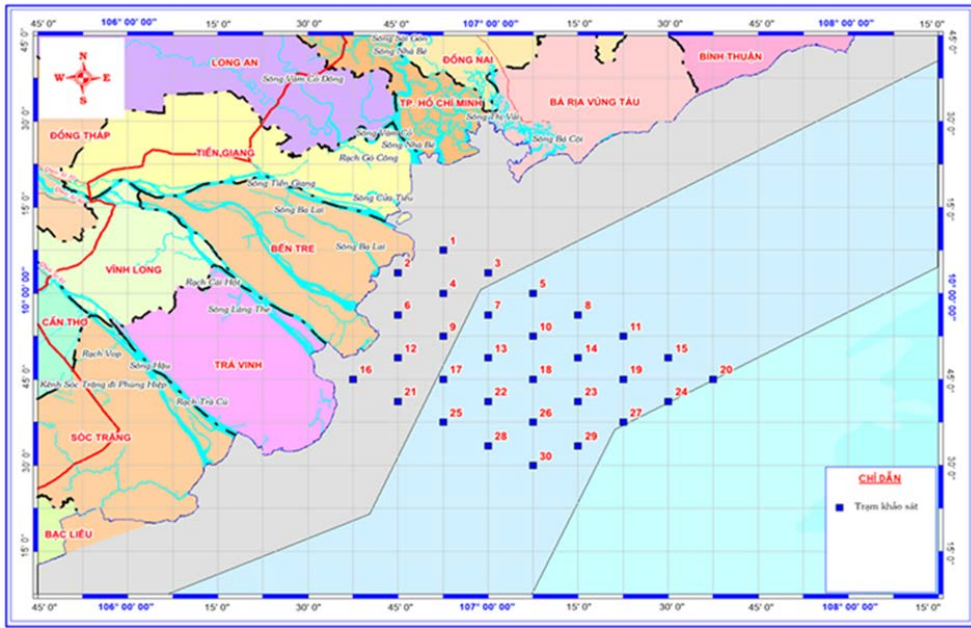 45' 0" 106° 00' 00" 15' 0" 30' 0" 45' 0" 107° 00' 00" 15' 0" 30' 0" 45' 0" 108° 00' 00" 15' 0"
45' 0"
45' 0"
N
W E
S
LONG AN
Sông Sài Gòn
Sông Nhà Bè
ĐỒNG NAI
BÌNH THUẬN
Sông Vàm Cỏ Đông
TP. HỒ CHÍ MINH
BÀ RỊA VŨNG TÀU
Sông Thị Vải
30' 0"
30' 0"
ĐỒNG THÁP
Sông Vàm Cỏ
Sông Bà Cội
TIỀN GIANG
Sông Nhà Bè
Rạch Gò Công
Sông Tiền Giang
Sông Cửa Tiểu
15' 0"
15' 0"
Sông Ba Lai
BẾN TRE
Sông Ba Lai
1
VĨNH LONG
2
3
Rạch Cái Hột
10° 00' 00"
10° 00' 00"
4
5
CẦN THƠ
Sông Láng Thé
6
7
8
9
10
11
Rạch Vop
12
13
14
15
Sông Hậu
TRÀ VINH
16
17
18
19
20
45' 0"
45' 0"
Kênh Sóc Trăng đi Phụng Hiệp
Rạch Trà Cú
21
22
23
24
25
26
27
SÓC TRĂNG
28
29
30
30' 0"
30' 0"
CHỈ DẪN
Trạm khảo sát
BẠC LIÊU
15' 0"
15' 0"
45' 0" 106° 00' 00" 15' 0" 30' 0" 45' 0" 107° 00' 00" 15' 0" 30' 0" 45' 0" 108° 00' 00" 15' 0"